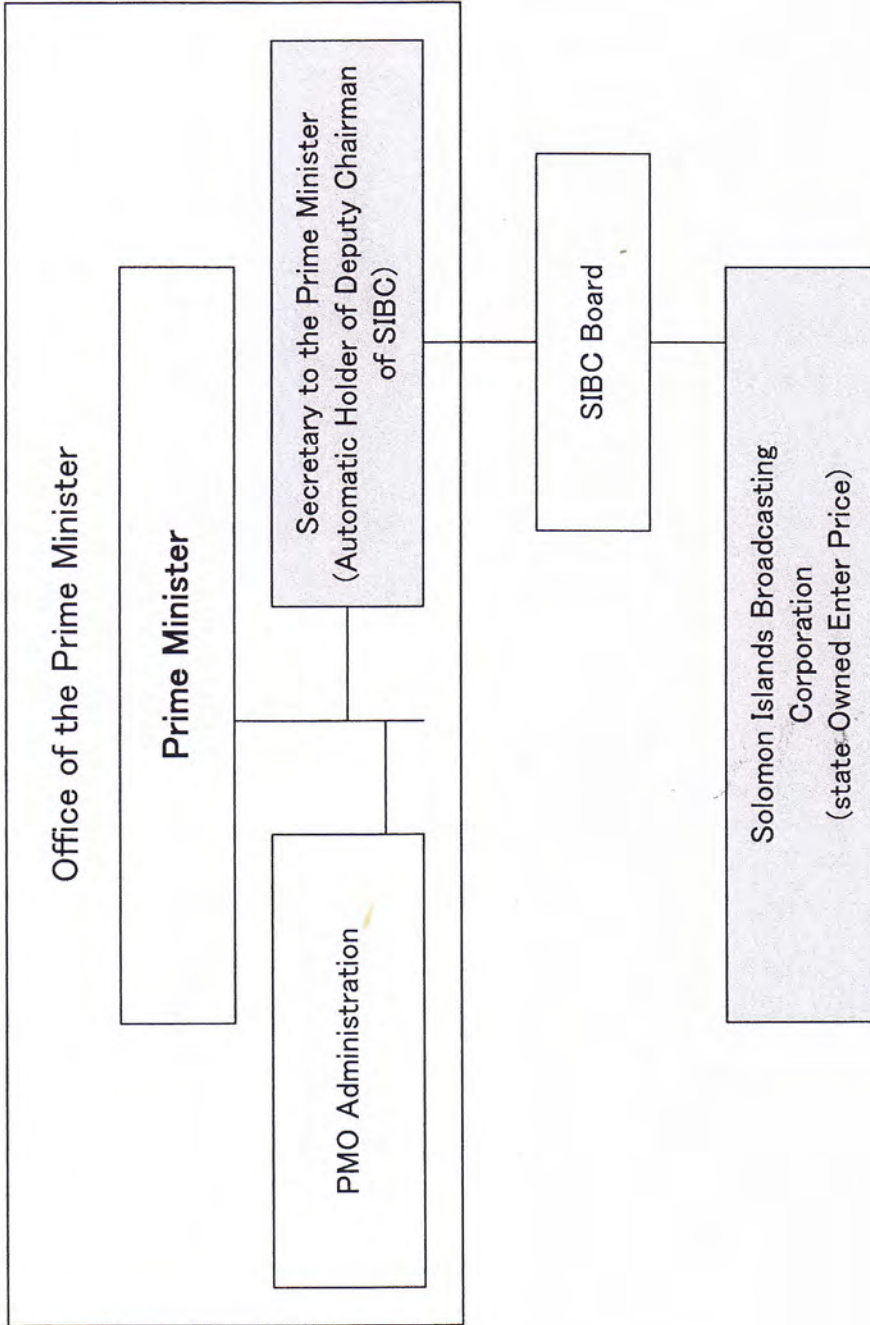 Office of the Prime Minister
Prime Minister
PMO Administration
Secretary to the Prime Minister
(Automatic Holder of Deputy Chairman
of SIBC)
SIBC Board
Solomon Islands Broadcasting
Corporation
(state-Owned Enter Price)